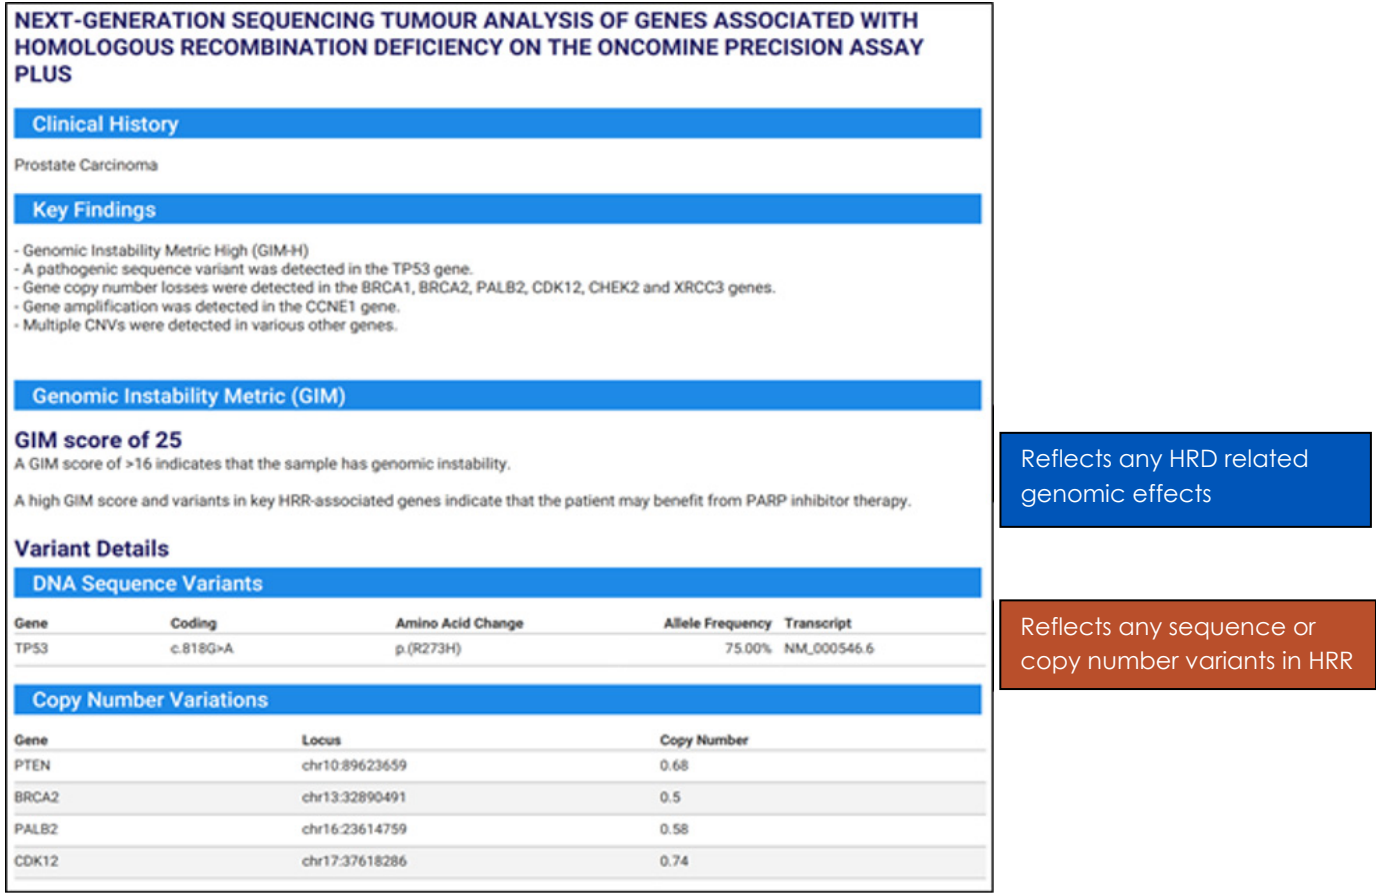 NEXT-GENERATION SEQUENCING TUMOUR ANALYSIS OF GENES ASSOCIATED WITH
HOMOLOGOUS RECOMBINATION DEFICIENCY ON THE ONCOMINE PRECISION ASSAY
PLUS
Clinical History
Prostate Carcinoma
Key Findings
- Genomic Instability Metric High (GIM-H)
- A pathogenic sequence variant was detected in the TP53 gene.
- Gene copy number losses were detected in the BRCA1, BRCA2, PALB2, CDK12, CHEK2 and XRCC3 genes.
- Gene amplification was detected in the CCNE1 gene.
- Multiple CNVs were detected in various other genes.
Genomic Instability Metric (GIM)
GIM score of 25
A GIM score of >16 indicates that the sample has genomic instability.
A high GIM score and variants in key HRR-associated genes indicate that the patient may benefit from PARP inhibitor therapy.
Reflects any HRD related
genomic effects
Variant Details
DNA Sequence Variants
Gene Coding Amino Acid Change Allele Frequency Transcript
TP53 c.818G>A p.(R273H) 75.00% NM_000546.6
Reflects any sequence or
copy number variants in HRR
Copy Number Variations
Gene Locus Copy Number
PTEN chr10:89623659 0.68
BRCA2 chr13:32890491 0.5
PALB2 chr16:23614759 0.58
CDK12 chr17:37618286 0.74